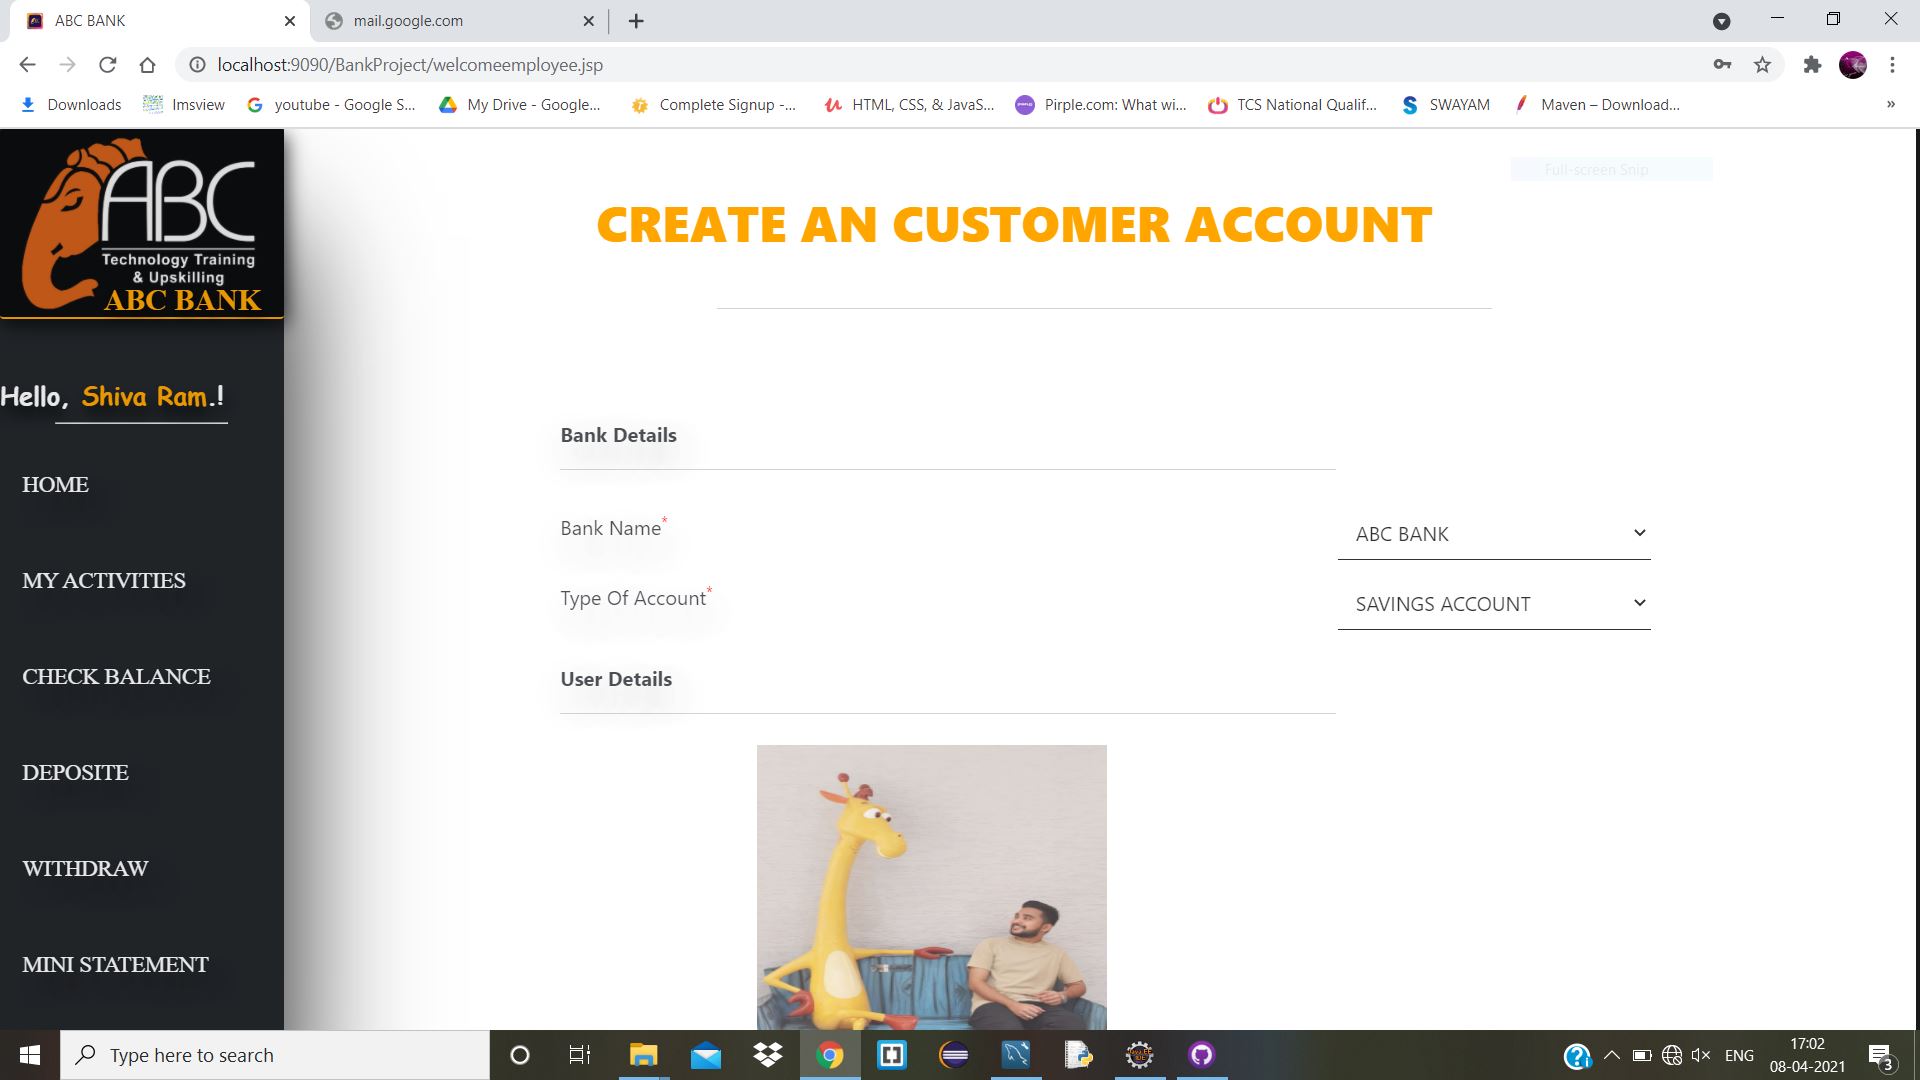 ABC BANK
mail.google.com
localhost:9090/BankProject/welcomeemployee.jsp
Downloads
Imsview
youtube - Google S...
My Drive - Google...
Complete Signup -...
HTML, CSS, & JavaS...
Pirple.com: What wi...
TCS National Qualif...
SWAYAM
Maven – Download...
»
ABC
Technology Training
& Upskilling
ABC BANK
Hello, Shiva Ram.!
HOME
MY ACTIVITIES
CHECK BALANCE
DEPOSITE
WITHDRAW
MINI STATEMENT
Full-screen Snip
CREATE AN CUSTOMER ACCOUNT
Bank Details
Bank Name*
ABC BANK
Type Of Account*
SAVINGS ACCOUNT
User Details
Type here to search
ENG
17:02
08-04-2021
3